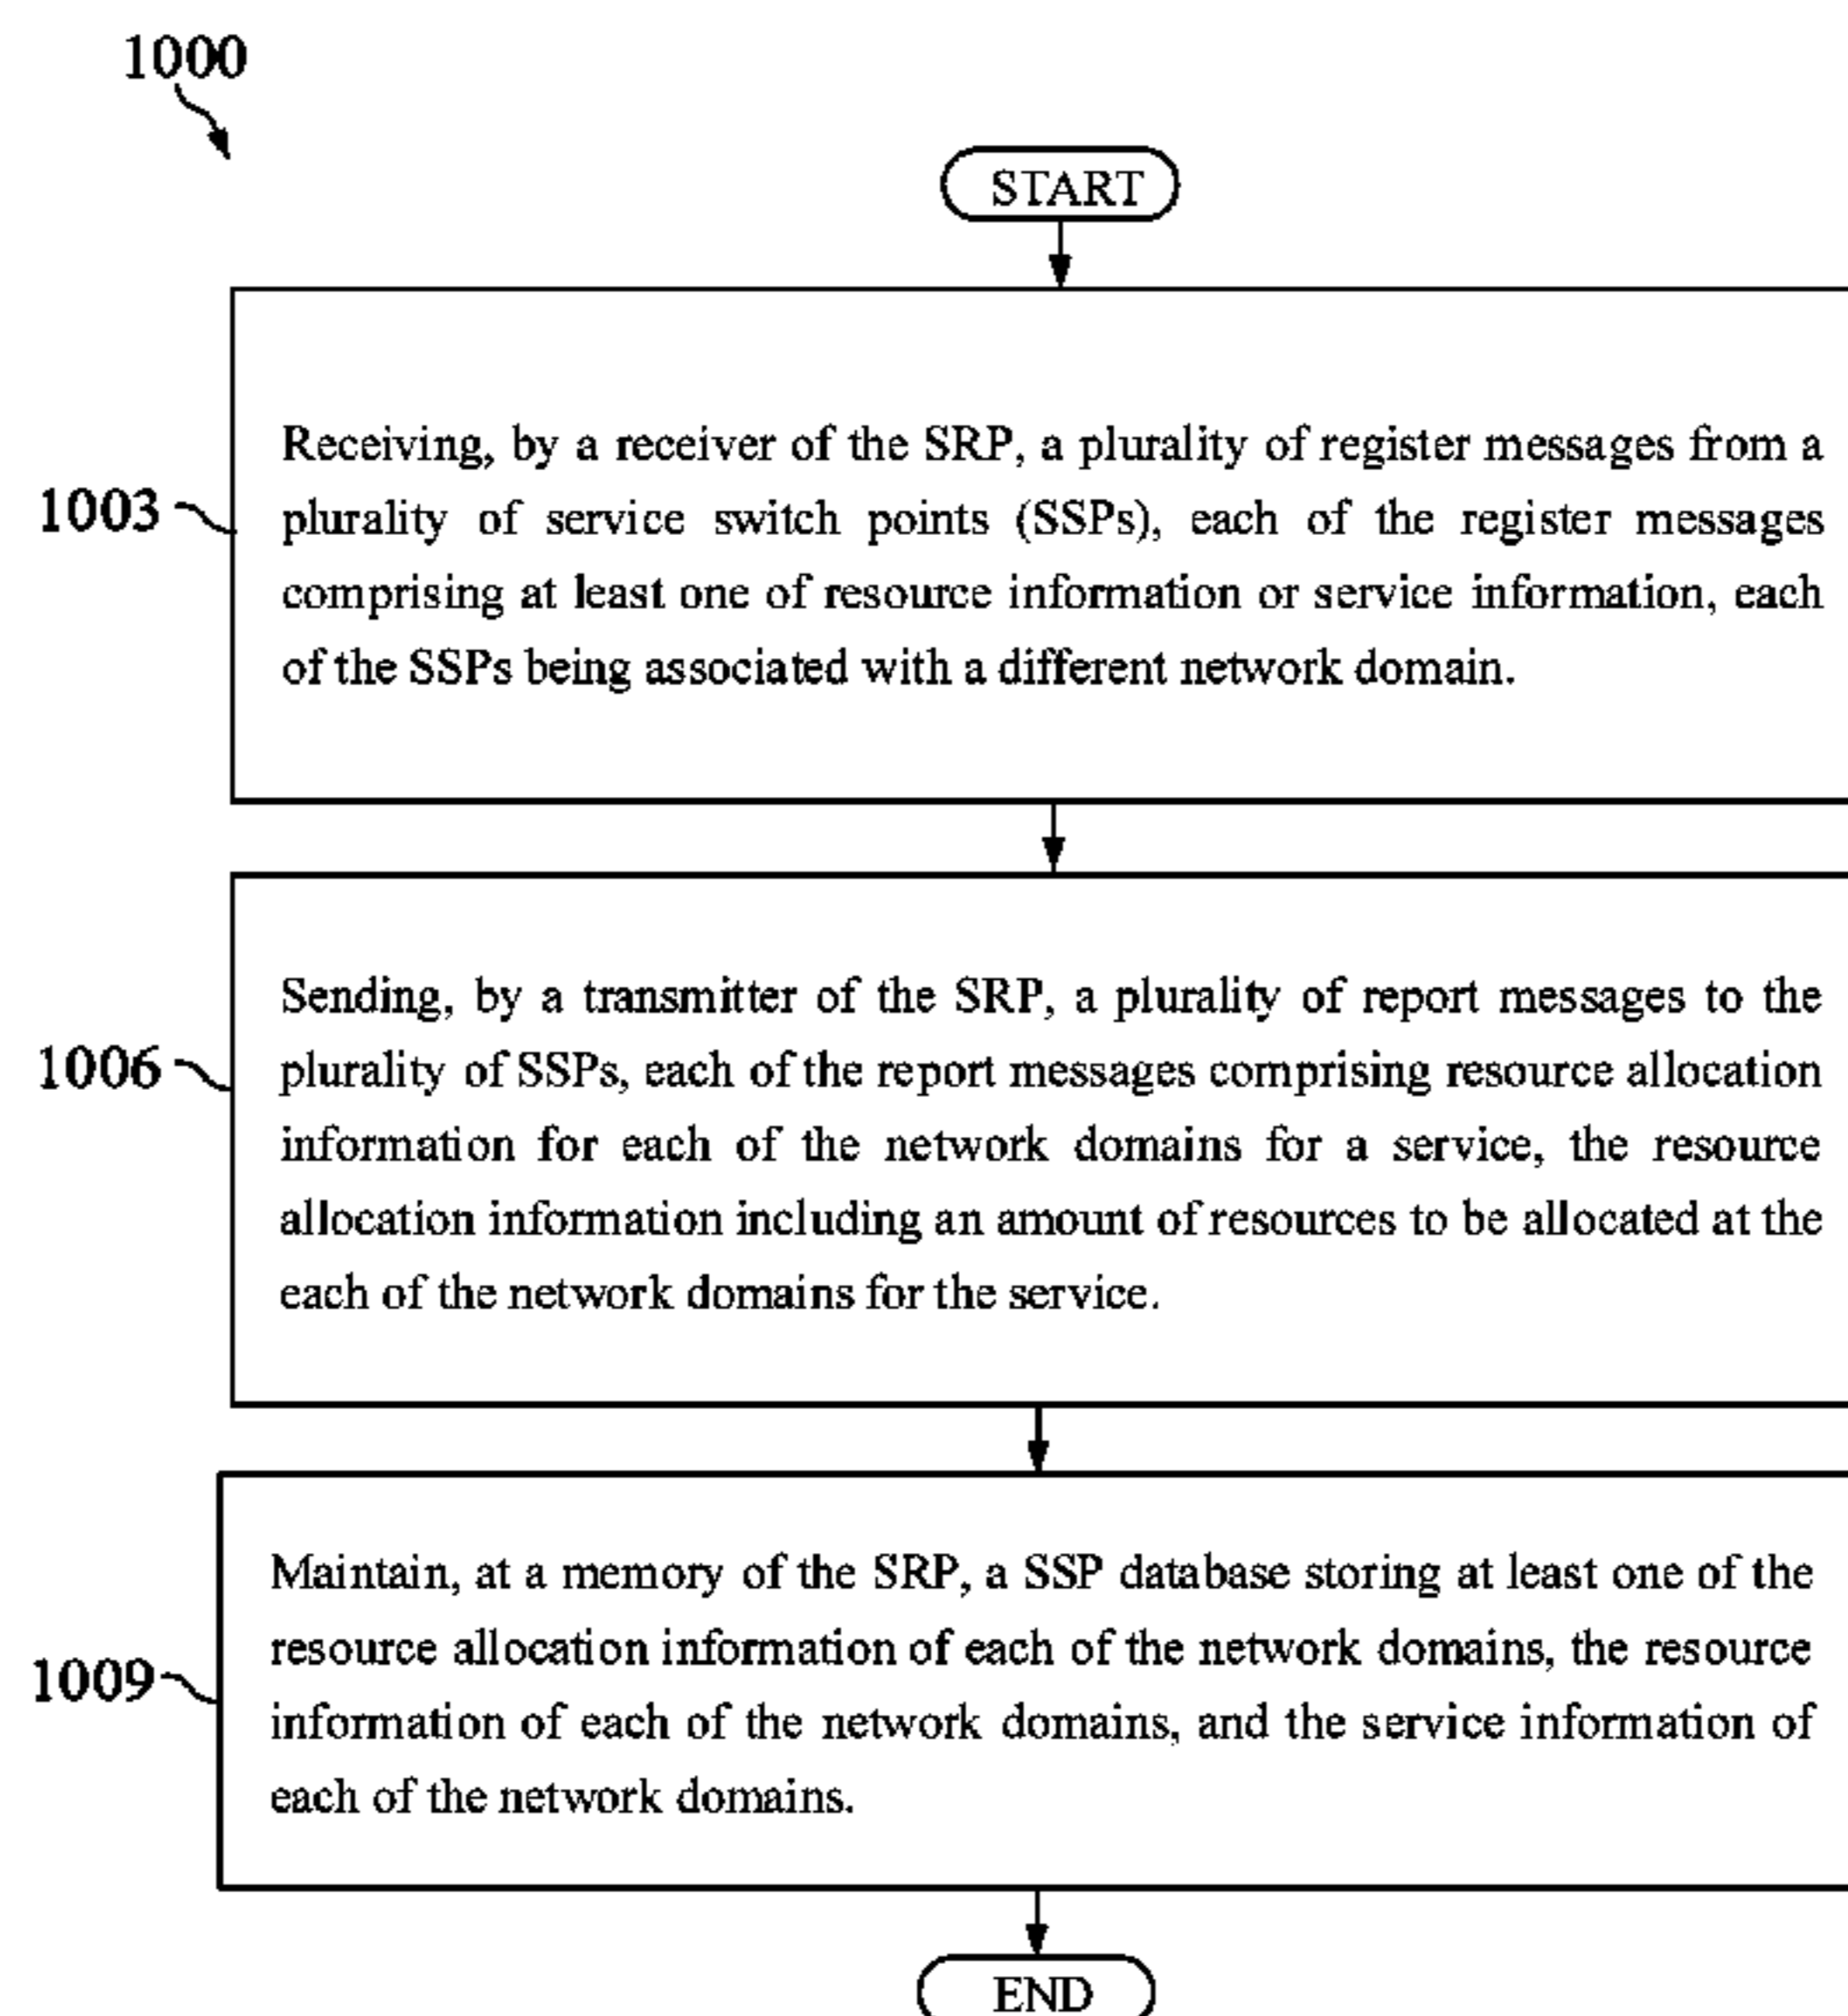 1000
START
1003
Receiving, by a receiver of the SRP, a plurality of register messages from a
plurality of service switch points (SSPs), each of the register messages
comprising at least one of resource information or service information, each
of the SSPs being associated with a different network domain.
1006
Sending, by a transmitter of the SRP, a plurality of report messages to the
plurality of SSPs, each of the report messages comprising resource allocation
information for each of the network domains for a service, the resource
allocation information including an amount of resources to be allocated at the
each of the network domains for the service.
1009
Maintain, at a memory of the SRP, a SSP database storing at least one of the
resource allocation information of each of the network domains, the resource
information of each of the network domains, and the service information of
each of the network domains.
END